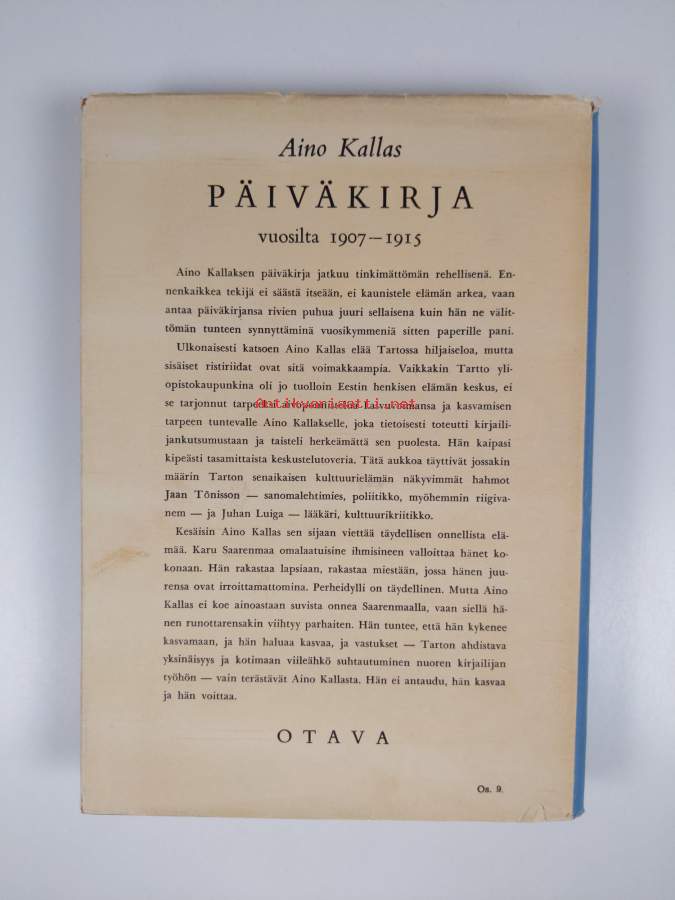 Aino Kallas
PÄIVÄKIRJA
vuosilta 1907–1915
Aino Kallaksen päiväkirja jatkuu tinkimättömän rehellisenä. En-
nenkaikkea tekijä ei säästä itseään, ei kaunistele elämän arkea, vaan
antaa päiväkirjansa rivien puhua juuri sellaisena kuin hän ne välit-
tömän tunteen synnyttäminä vuosikymmeniä sitten paperille pani.
Ulkonaisesti katsoen Aino Kallas elää Tartossa hiljaiseloa, mutta
sisäiset ristiriidat ovat sitä voimakkaampia. Vaikkakin Tartto yli-
opistokaupunkina oli jo tuolloin Eestin henkisen elämän keskus, ei
se tarjonnut tarpeeksi kasvuvoimansa ja kasvamisen
Antikvariaatti.net
tarpeen tuntevalle Aino Kallakselle, joka tietoisesti toteutti kirjaili-
jankutsumustaan ja taisteli herkeämättä sen puolesta. Hän kaipasi
kipeästi tasamittaista keskustelutoveria. Tätä aukkoa täyttivät jossakin
määrin Tarton senaikaisen kulttuurielämän näkyvimmät hahmot
Jaan Tõnisson — sanomalehtimies, poliitikko, myöhemmin riigiva-
nem — ja Juhan Luiga — lääkäri, kulttuurikriitikko.
Kesäisin Aino Kallas sen sijaan viettää täydellisen onnellista elä-
mää. Karu Saarenmaa omalaatuisine ihmisineen valloittaa hänet ko-
konaan. Hän rakastaa lapsiaan, rakastaa miestään, jossa hänen juu-
rensa ovat irroittamattomina. Perheidylli on täydellinen. Mutta Aino
Kallas ei koe ainoastaan suvista onnea Saarenmaalla, vaan siellä hä-
nen runottarensakin viihtyy parhaiten. Hän tuntee, että hän kykenee
kasvamaan, ja hän haluaa kasvaa, ja vastukset — Tarton ahdistava
yksinäisyys ja kotimaan viileähkö suhtautuminen nuoren kirjailijan
työhön — vain terästävät Aino Kallasta. Hän ei antaudu, hän kasvaa
ja hän voittaa.
OTAVA
Os. 9.